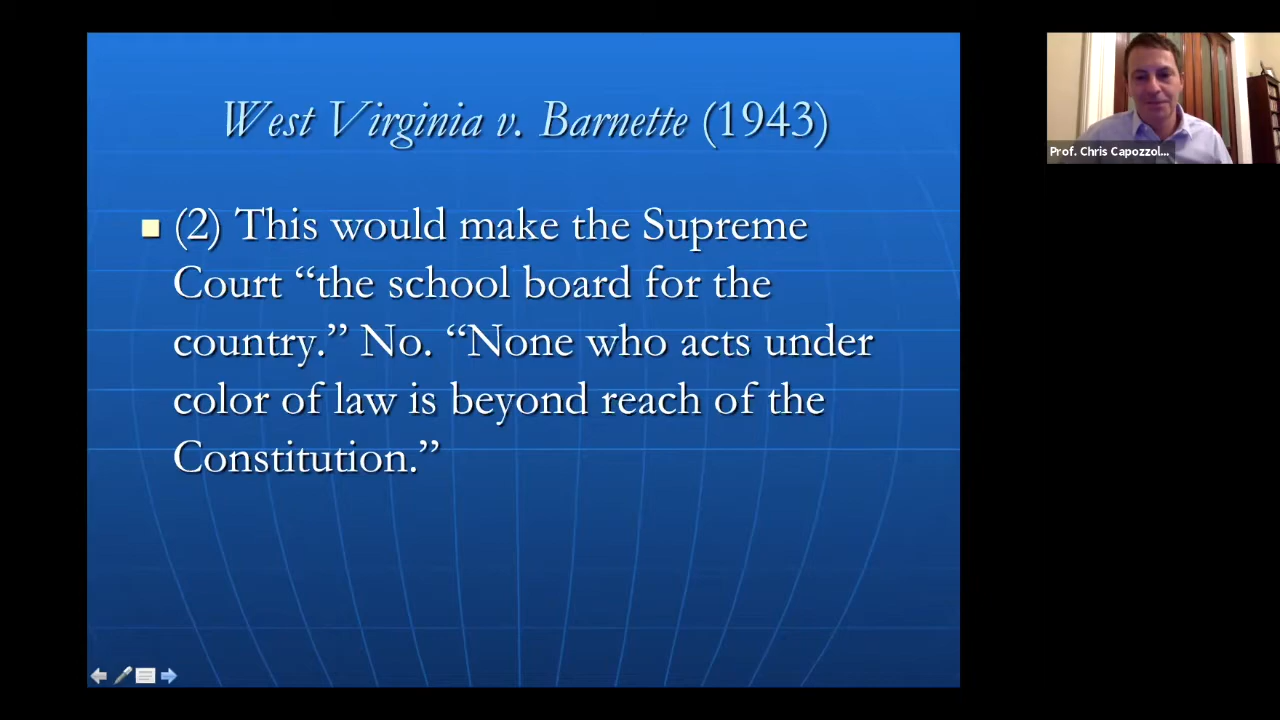 West Virginia v. Barnette (1943)
(2) This would make the Supreme
Court “the school board for the
country.” No. “None who acts under
color of law is beyond reach of the
Constitution.”
Prof. Chris Capozzol...